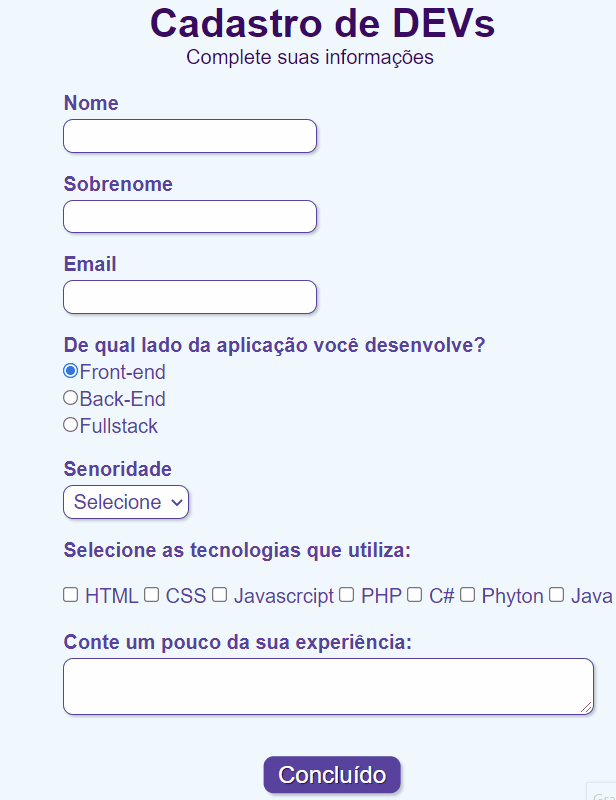 Cadastro de DEVs
Complete suas informações
Nome
Sobrenome
Email
De qual lado da aplicação você desenvolve?
Front-end
Back-End
Fullstack
Senoridade
Selecione
Selecione as tecnologias que utiliza:
HTML CSS Javascrcipt PHP C# Phyton Java
Conte um pouco da sua experiência:
Concluído